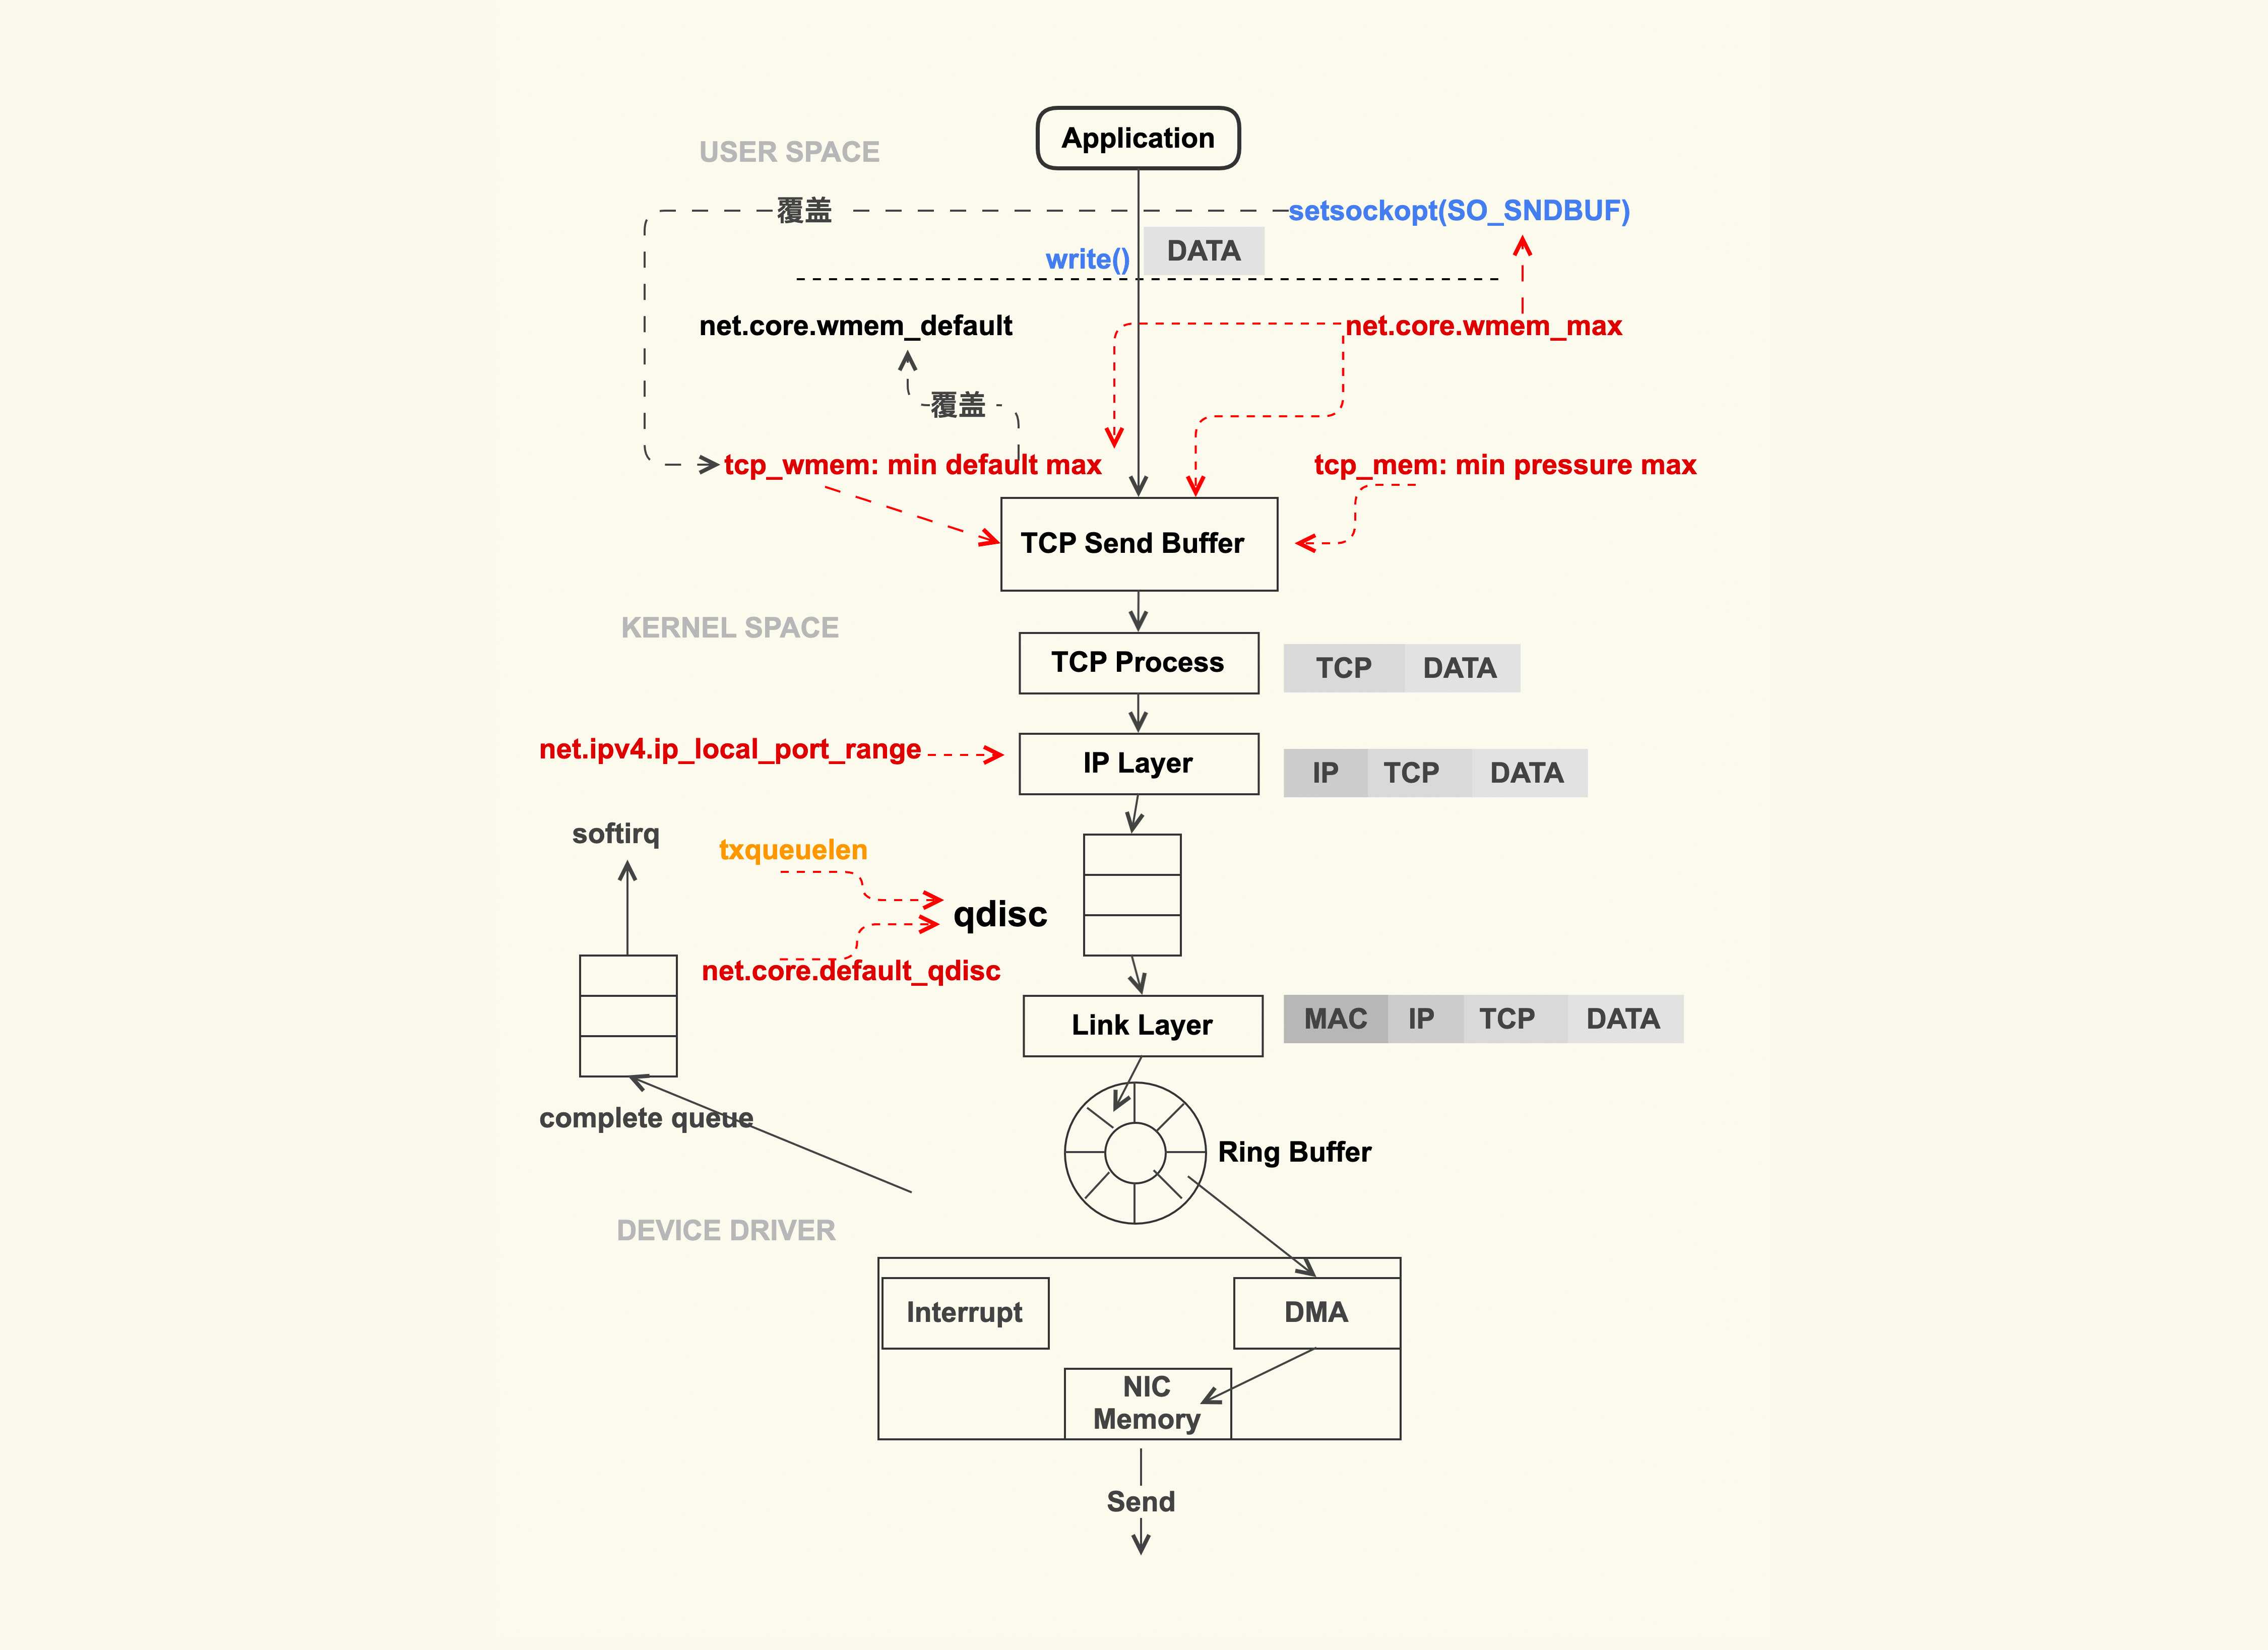 Application
USER SPACE
覆盖
setsockopt(SO_SNDBUF)
write()
DATA
net.core.wmem_default
net.core.wmem_max
覆盖
tcp_wmem: min default max
tcp_mem: min pressure max
TCP Send Buffer
KERNEL SPACE
TCP Process
TCP DATA
net.ipv4.ip_local_port_range
IP Layer
IP TCP DATA
softirq
txqueuelen
qdisc
net.core.default_qdisc
Link Layer
MAC IP TCP DATA
complete queue
Ring Buffer
DEVICE DRIVER
Interrupt
DMA
NIC
Memory
Send